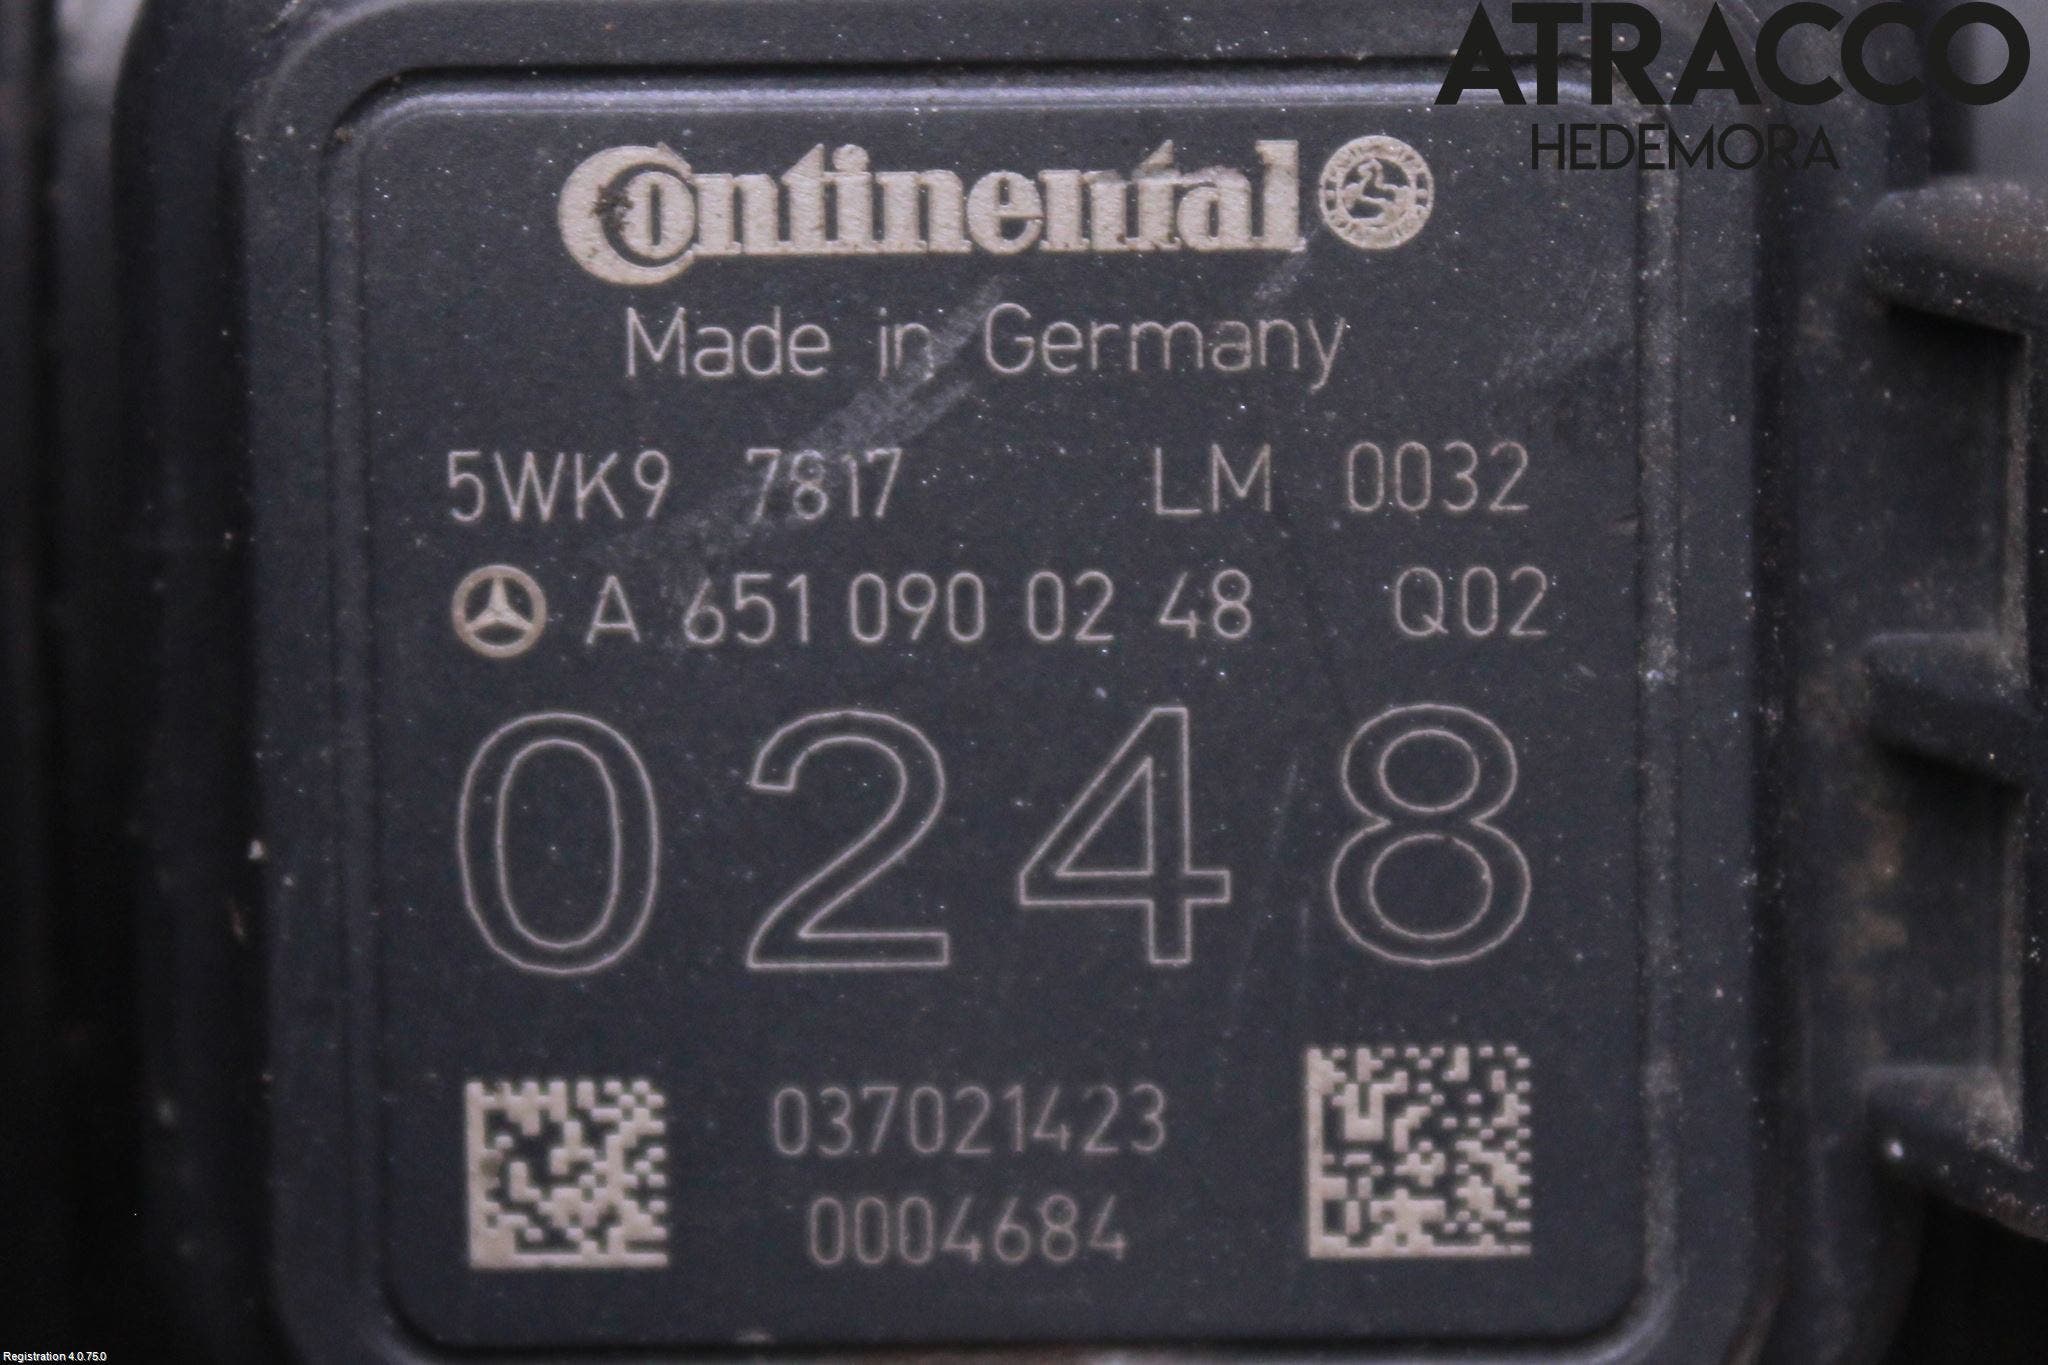 ATRACCO
HEDEMORA
Continental
Made in Germany
5WK9 7817 LM 0032
A 651 090 02 48 Q02
0248
037021423
0004684
Registration 4.0.75.0